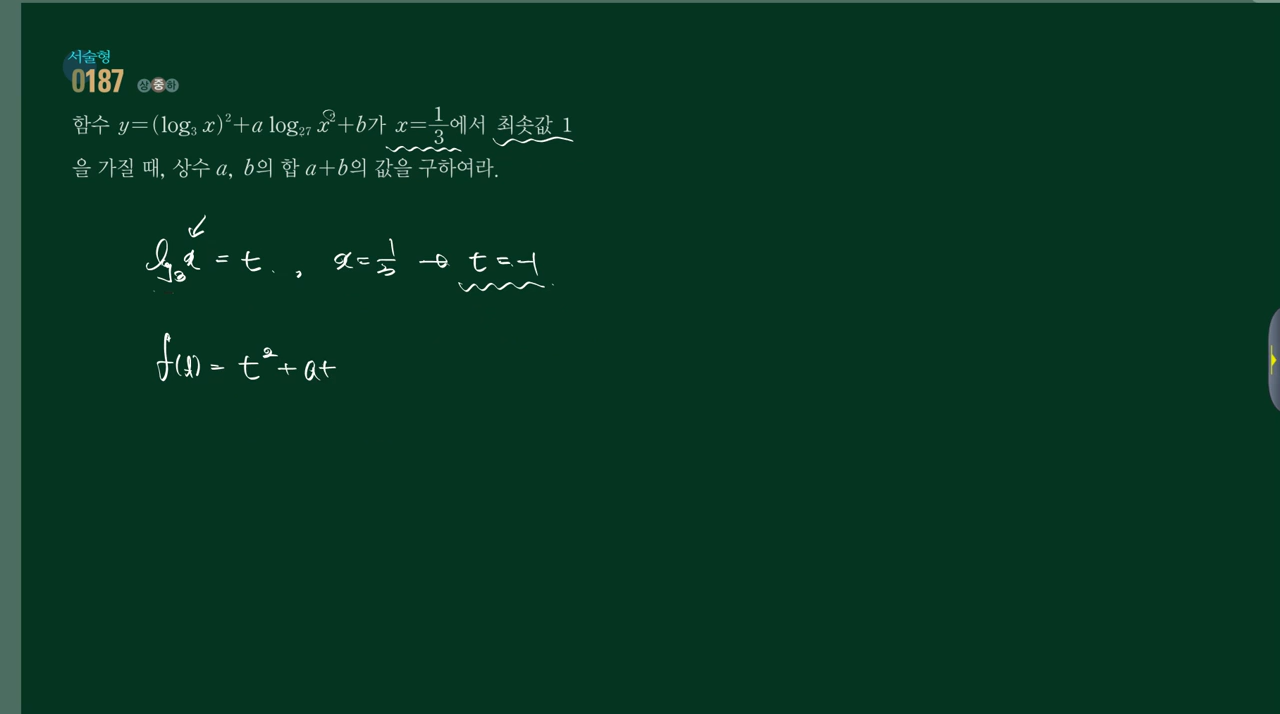 서술형
0187 상중하
함수 y=(log₃ x)²+a log₂₇ x²+b가 x=1/3에서 최솟값 1
을 가질 때, 상수 a, b의 합 a+b의 값을 구하여라.
log₃x = t , x=1/3 → t=-1
f(t) = t²+at